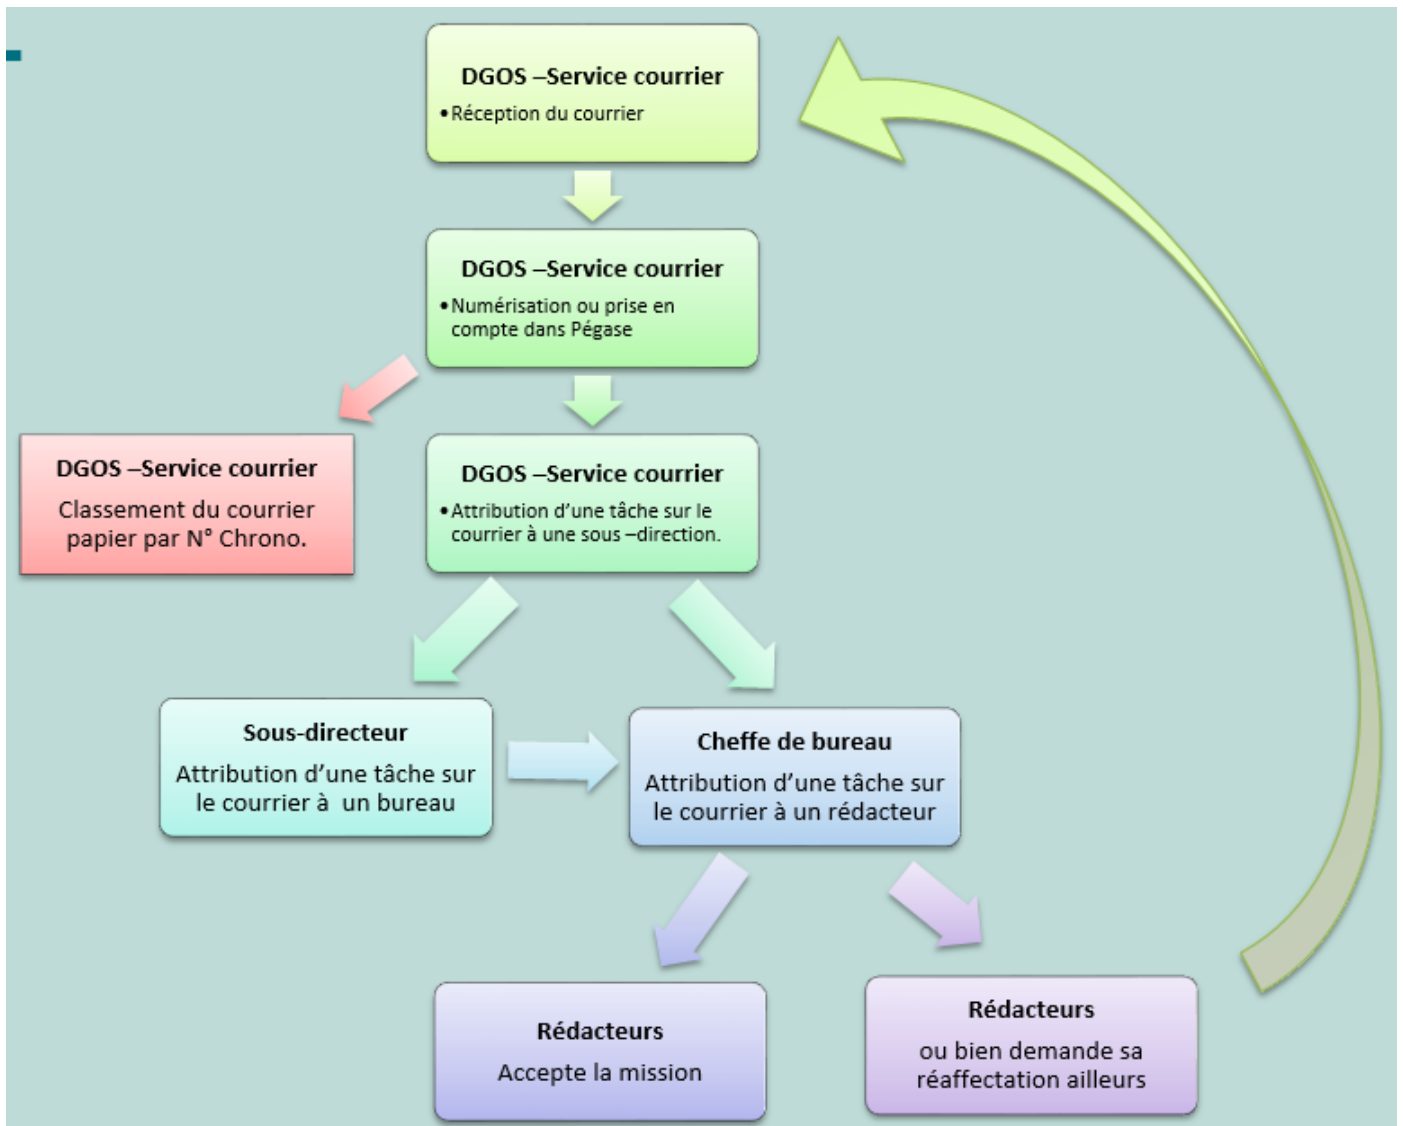 DGOS –Service courrier
•Réception du courrier
DGOS –Service courrier
•Numérisation ou prise en
compte dans Pégase
DGOS –Service courrier
Classement du courrier
papier par N° Chrono.
DGOS –Service courrier
•Attribution d’une tâche sur le
courrier à une sous –direction.
Sous-directeur
Attribution d’une tâche sur
le courrier à un bureau
Cheffe de bureau
Attribution d’une tâche sur
le courrier à un rédacteur
Rédacteurs
Accepte la mission
Rédacteurs
ou bien demande sa
réaffectation ailleurs